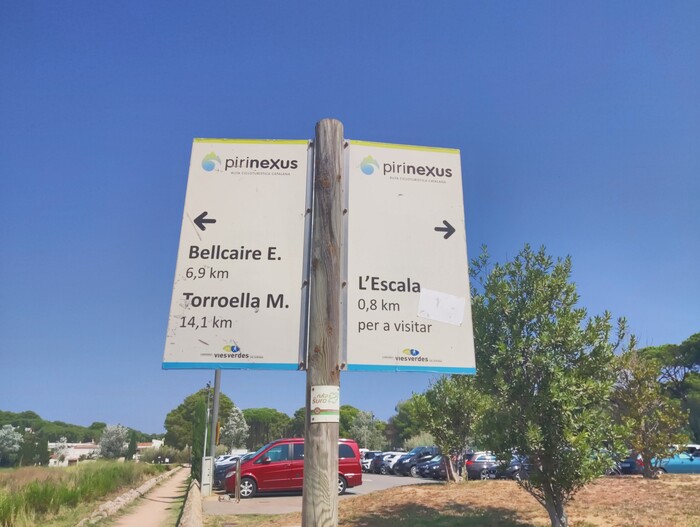 pirinexus
Bellcaire E.
6,9 km
Torroella M.
14,1 km
viesverdes
pirinexus
L'Escala
0,8 km
per a visitar
viesverdes